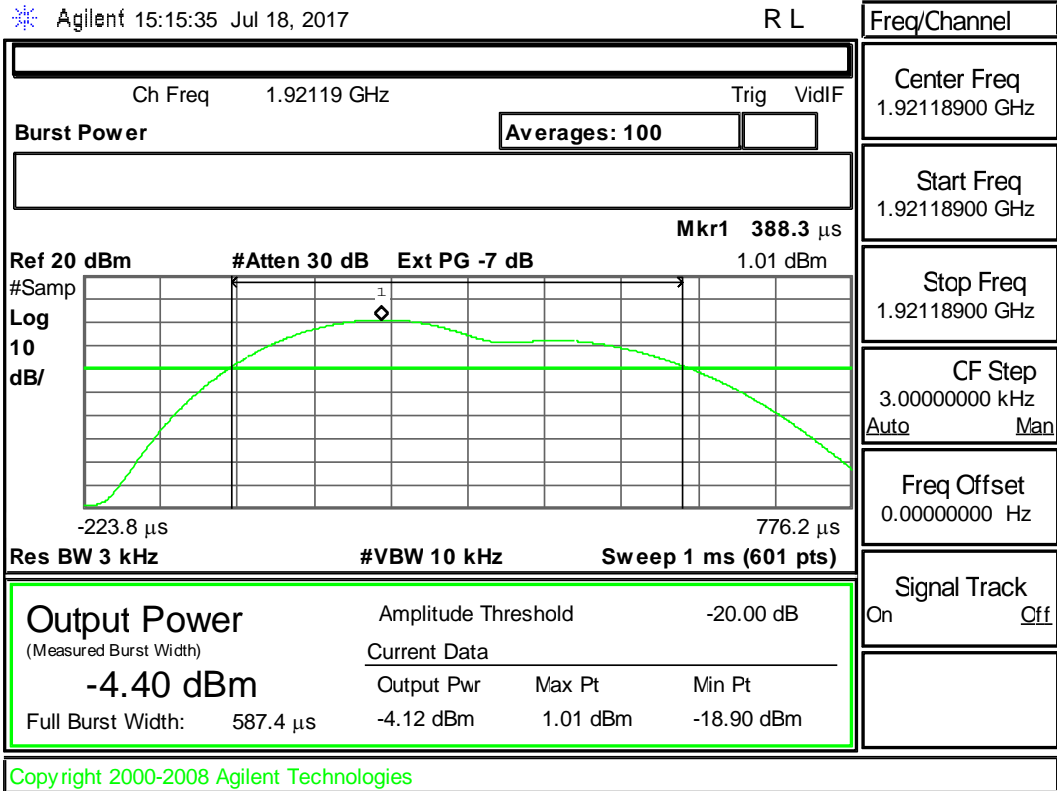 Agilent 15:15:35 Jul 18, 2017 R L
Freq/Channel
Ch Freq 1.92119 GHz Trig VidIF
Burst Power Averages: 100
Mkr1 388.3 µs
Ref 20 dBm #Atten 30 dB Ext PG -7 dB 1.01 dBm
#Samp
Log
10
dB/
1
-223.8 µs 776.2 µs
Res BW 3 kHz #VBW 10 kHz Sweep 1 ms (601 pts)
Output Power
(Measured Burst Width)
-4.40 dBm
Full Burst Width: 587.4 µs
Amplitude Threshold -20.00 dB
Current Data
Output Pwr Max Pt Min Pt
-4.12 dBm 1.01 dBm -18.90 dBm
Center Freq
1.92118900 GHz
Start Freq
1.92118900 GHz
Stop Freq
1.92118900 GHz
CF Step
3.00000000 kHz
Auto Man
Freq Offset
0.00000000 Hz
Signal Track
On Off
Copyright 2000-2008 Agilent Technologies